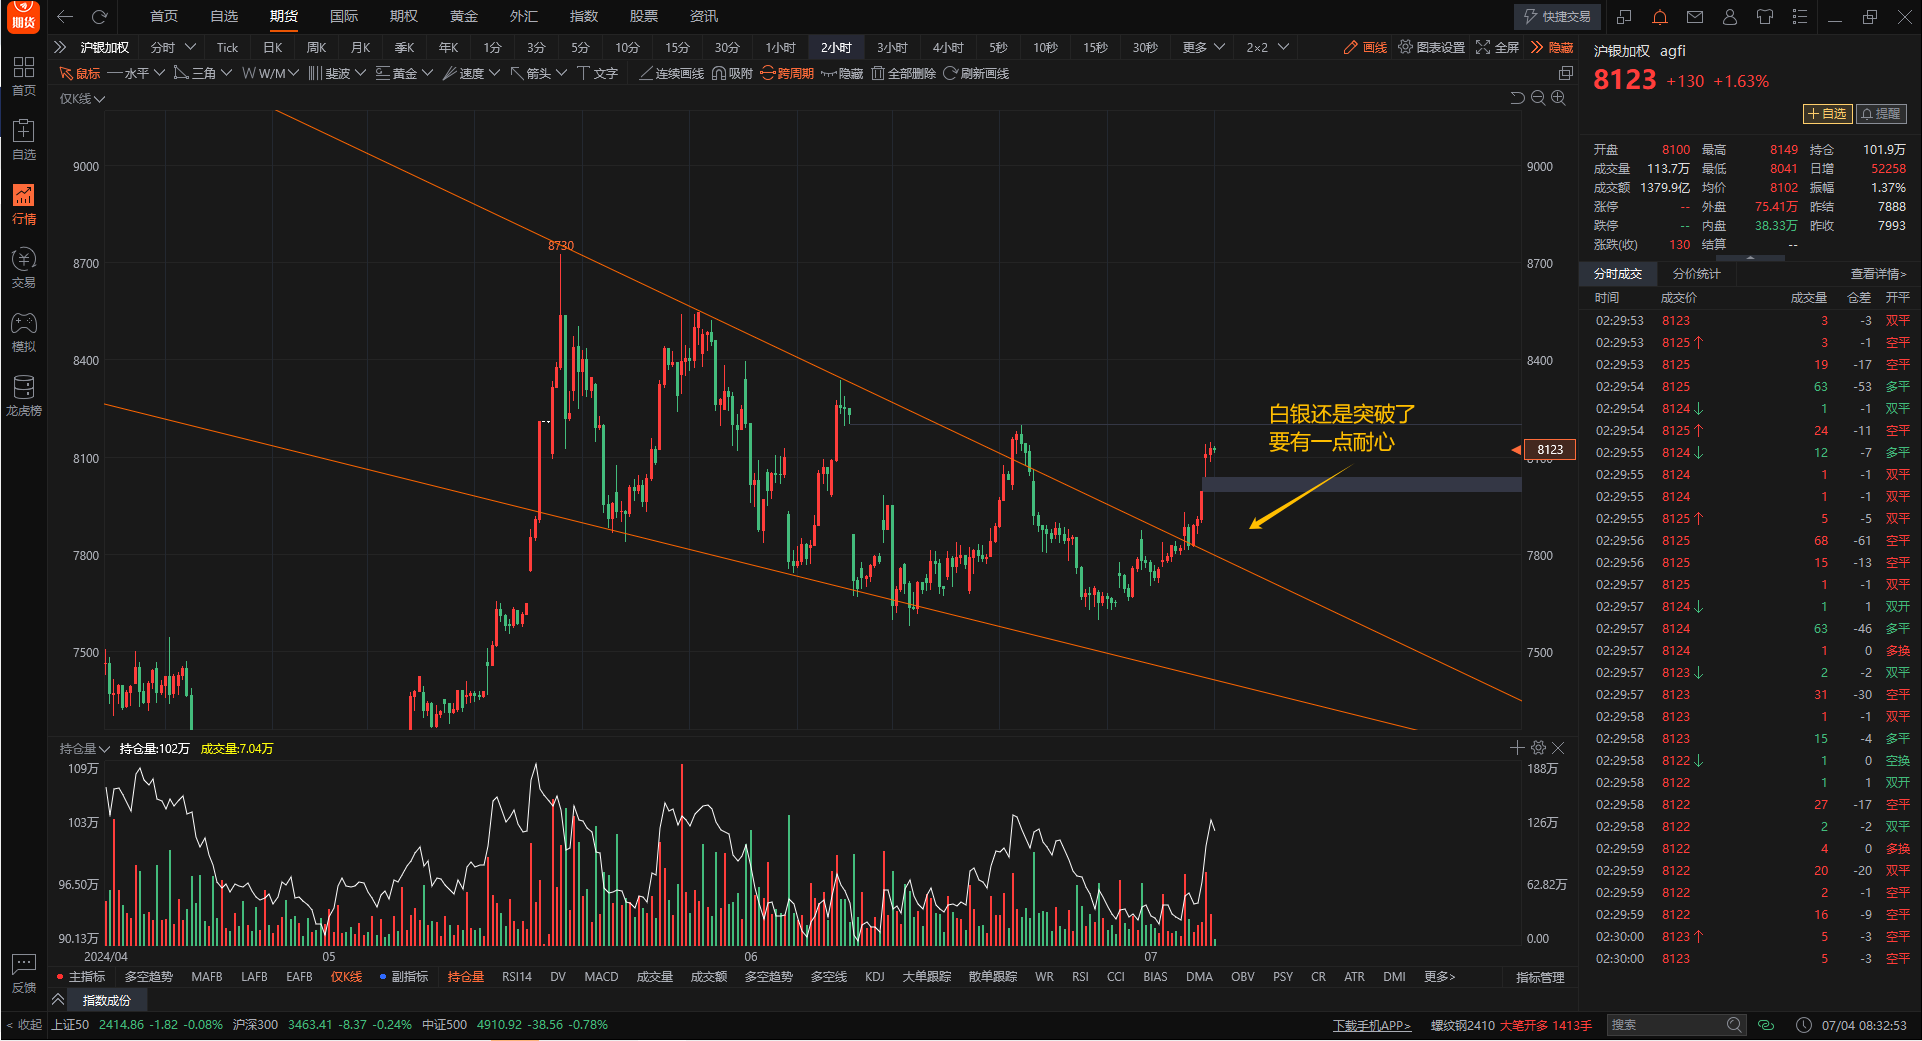 期货
首页 自选 期货 国际 期权 黄金 外汇 指数 股票 资讯
快捷交易
沪银加权 分时 Tick 日K 周K 月K 季K 年K 1分 3分 5分 10分 15分 30分 1小时 2小时 3小时 4小时 5秒 10秒 15秒 30秒 更多 2×2 画线 图表设置 全屏 隐藏
鼠标 水平 三角 W/M 斐波 黄金 速度 箭头 文字 连续画线 吸附 跨周期 隐藏 全部删除 刷新画线
仅K线
首页
自选
行情
交易
模拟
龙虎榜
反馈
< 收起
9000 9000
8730
8700 8700
8400 8400
白银还是突破了
要有一点耐心
8100 8123
7800 7800
7500 7500
持仓量 持仓量:102万 成交量:7.04万
109万 188万
103万 126万
96.50万 62.82万
90.13万 0.00
2024/04 05 06 07
主指标 多空趋势 MAFB LAFB EAFB 仅K线 副指标 持仓量 RSI14 DV MACD 成交量 成交额 多空趋势 多空线 KDJ 大单跟踪 散单跟踪 WR RSI CCI BIAS DMA OBV PSY CR ATR DMI 更多> 指标管理
指数成份
上证50 2414.86 -1.82 -0.08% 沪深300 3463.41 -8.37 -0.24% 中证500 4910.92 -38.56 -0.78%
下载手机APP> 螺纹钢2410 大笔开多 1413手 搜索 07/04 08:32:53
沪银加权 agfi
8123 +130 +1.63%
自选 提醒
开盘 8100 最高 8149 持仓 101.9万
成交量 113.7万 最低 8041 日增 52258
成交额 1379.9亿 均价 8102 振幅 1.37%
涨停 -- 外盘 75.41万 昨结 7888
跌停 -- 内盘 38.33万 昨收 7993
涨跌(收) 130 结算 --
分时成交 分价统计 查看详情>
时间 成交价 成交量 仓差 开平
02:29:53 8123 3 -3 双平
02:29:53 8125↑ 3 -1 空平
02:29:53 8125 19 -17 空平
02:29:54 8125 63 -53 多平
02:29:54 8124↓ 1 -1 双平
02:29:54 8125↑ 24 -11 空平
02:29:55 8124↓ 12 -7 多平
02:29:55 8124 1 -1 双平
02:29:55 8124 1 -1 双平
02:29:55 8125↑ 5 -5 双平
02:29:56 8125 68 -61 空平
02:29:56 8125 15 -13 空平
02:29:57 8125 1 -1 双平
02:29:57 8124↓ 1 1 双开
02:29:57 8124 63 -46 多平
02:29:57 8124 1 0 多换
02:29:57 8123↓ 2 -2 双平
02:29:57 8123 31 -30 空平
02:29:58 8123 1 -1 双平
02:29:58 8123 15 -4 多平
02:29:58 8122↓ 1 0 空换
02:29:58 8122 1 1 双开
02:29:58 8122 27 -17 空平
02:29:58 8122 2 -2 双平
02:29:59 8122 4 0 多换
02:29:59 8122 20 -20 双平
02:29:59 8122 2 -1 空平
02:29:59 8122 16 -9 空平
02:30:00 8123↑ 5 -3 空平
02:30:00 8123 5 -3 空平